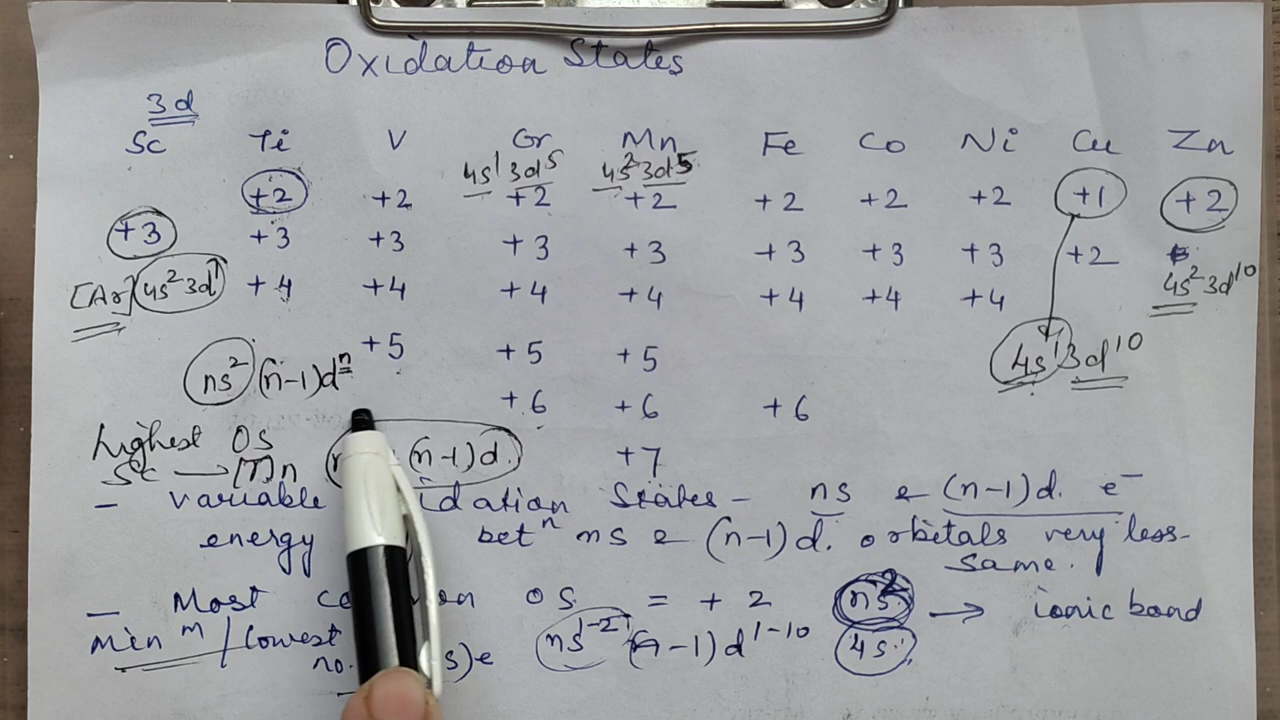 Oxidation States
3d
Sc Ti V Cr Mn Fe Co Ni Cu Zn
4s¹ 3d⁵ 4s² 3d⁵
+2 +2 +2 +2 +2 +2 +2 +1 +2
+3 +3 +3 +3 +3 +3 +3 +3 +2
[Ar] 4s² 3d¹ +4 +4 +4 +4 +4 +4 +4 4s² 3d¹⁰
+5 +5 +5 4s¹ 3d¹⁰
ns² (n-1)dⁿ
+6 +6 +6
highest OS
Sc → Mn (n-1)d. +7
- variable idation States - ns & (n-1)d. e⁻
energy betⁿ ns & (n-1)d. orbitals very less-
same.
- Most OS = +2 ns² → ionic bond
minᵐ/lowest ns¹⁻² (n-1)d¹⁻¹⁰ 4s.
no. (s)e